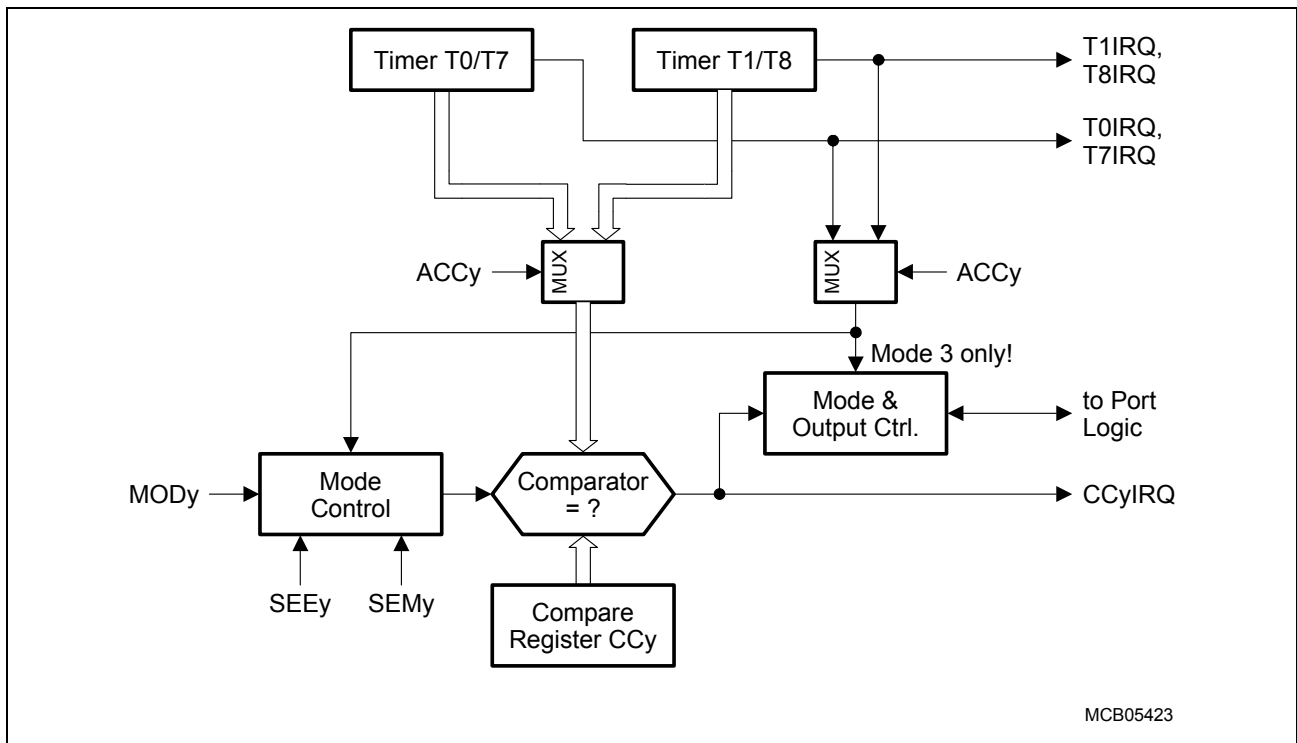 Timer T0/T7
Timer T1/T8
T1IRQ,
T8IRQ
T0IRQ,
T7IRQ
ACCy
MUX
MUX
ACCy
Mode 3 only!
Mode &
Output Ctrl.
to Port
Logic
MODy
Mode
Control
Comparator
= ?
CCyIRQ
SEEy
SEMy
Compare
Register CCy
MCB05423